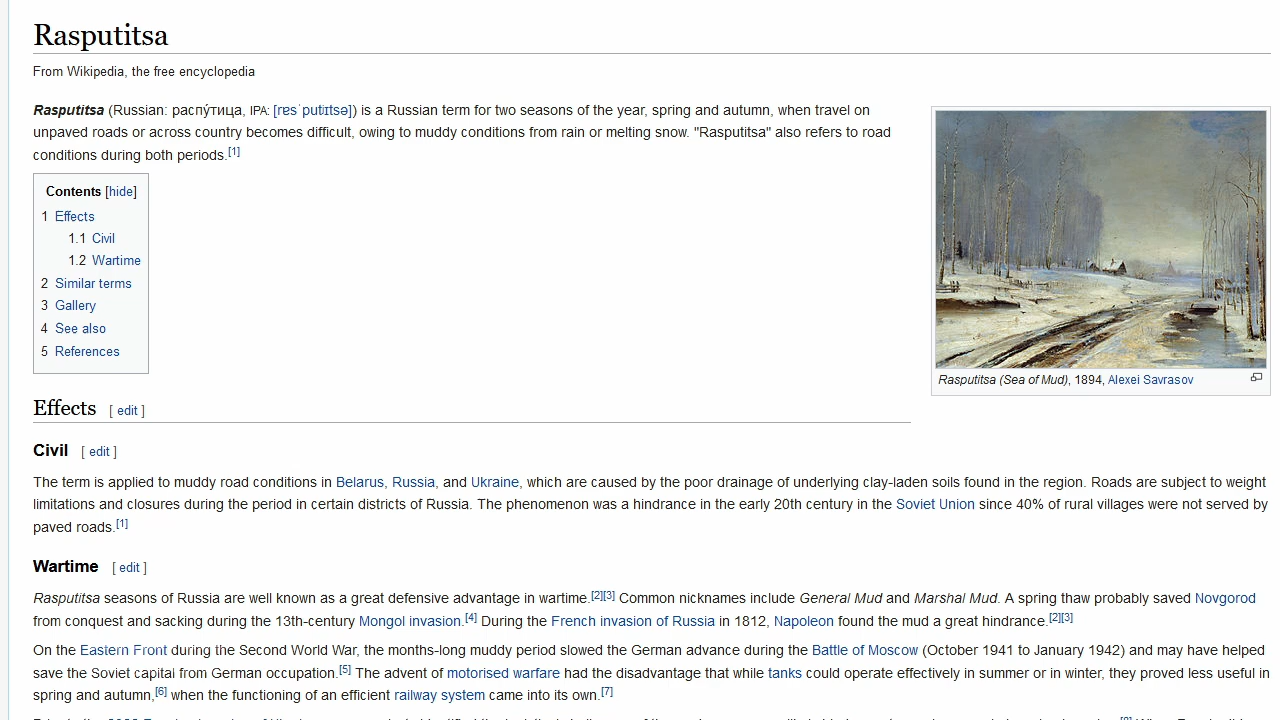 Rasputitsa
From Wikipedia, the free encyclopedia
Rasputitsa (Russian: распу́тица, IPA: [rɐsˈputʲɪtsə]) is a Russian term for two seasons of the year, spring and autumn, when travel on
unpaved roads or across country becomes difficult, owing to muddy conditions from rain or melting snow. "Rasputitsa" also refers to road
conditions during both periods.[1]
Rasputitsa (Sea of Mud), 1894, Alexei Savrasov
Contents [hide]
1 Effects
1.1 Civil
1.2 Wartime
2 Similar terms
3 Gallery
4 See also
5 References
Effects [ edit ]
Civil [ edit ]
The term is applied to muddy road conditions in Belarus, Russia, and Ukraine, which are caused by the poor drainage of underlying clay-laden soils found in the region. Roads are subject to weight
limitations and closures during the period in certain districts of Russia. The phenomenon was a hindrance in the early 20th century in the Soviet Union since 40% of rural villages were not served by
paved roads.[1]
Wartime [ edit ]
Rasputitsa seasons of Russia are well known as a great defensive advantage in wartime.[2][3] Common nicknames include General Mud and Marshal Mud. A spring thaw probably saved Novgorod
from conquest and sacking during the 13th-century Mongol invasion.[4] During the French invasion of Russia in 1812, Napoleon found the mud a great hindrance.[2][3]
On the Eastern Front during the Second World War, the months-long muddy period slowed the German advance during the Battle of Moscow (October 1941 to January 1942) and may have helped
save the Soviet capital from German occupation.[5] The advent of motorised warfare had the disadvantage that while tanks could operate effectively in summer or in winter, they proved less useful in
spring and autumn,[6] when the functioning of an efficient railway system came into its own.[7]